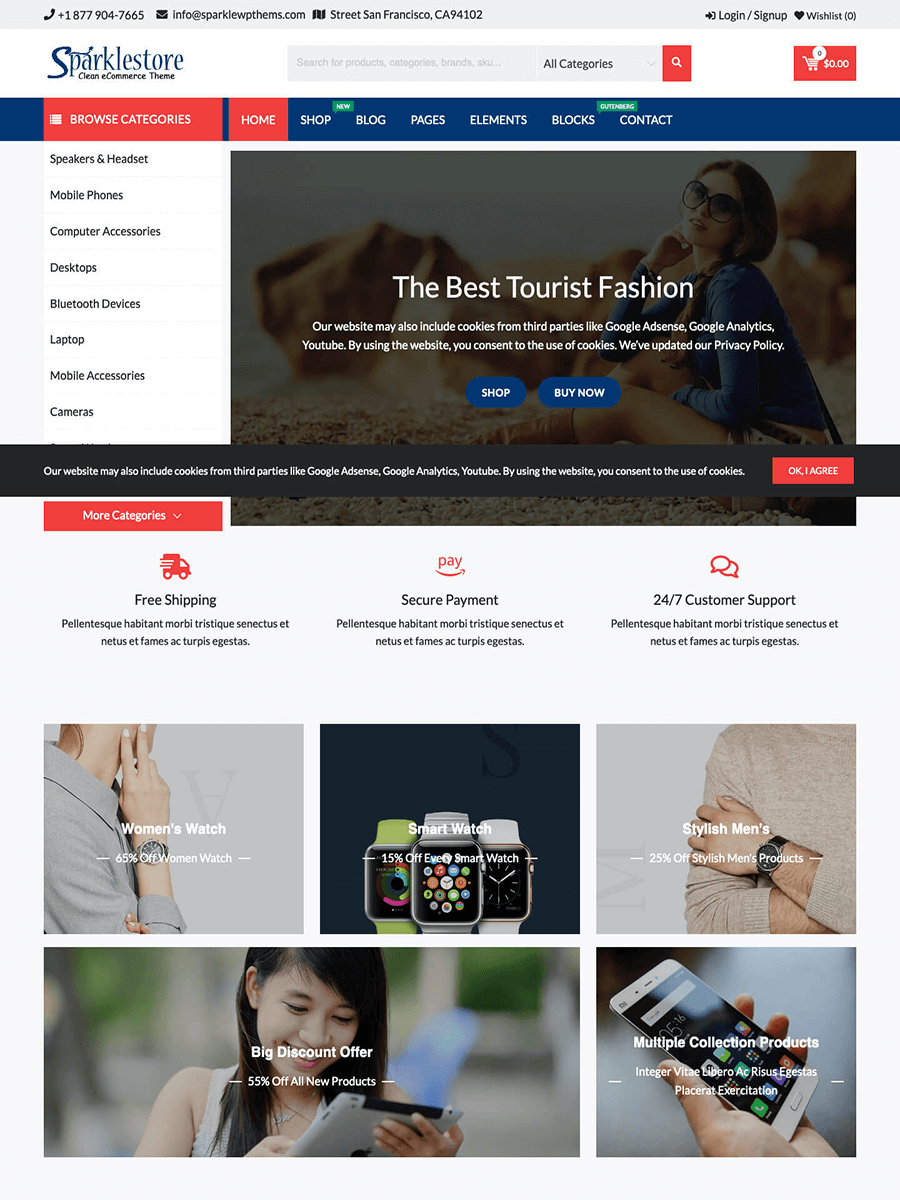 +1 877 904-7665 info@sparklewpthems.com Street San Francisco, CA94102 Login / Signup Wishlist (0)
Sparklestore
Clean eCommerce Theme
Search for products, categories, brands, sku... All Categories
0
$0.00
NEW GUTENBERG
BROWSE CATEGORIES HOME SHOP BLOG PAGES ELEMENTS BLOCKS CONTACT
Speakers & Headset
Mobile Phones
Computer Accessories
Desktops
Bluetooth Devices
Laptop
Mobile Accessories
Cameras
The Best Tourist Fashion
Our website may also include cookies from third parties like Google Adsense, Google Analytics,
Youtube. By using the website, you consent to the use of cookies. We've updated our Privacy Policy.
SHOP BUY NOW
Our website may also include cookies from third parties like Google Adsense, Google Analytics, Youtube. By using the website, you consent to the use of cookies. OK, I AGREE
More Categories
pay
Free Shipping
Pellentesque habitant morbi tristique senectus et
netus et fames ac turpis egestas.
Secure Payment
Pellentesque habitant morbi tristique senectus et
netus et fames ac turpis egestas.
24/7 Customer Support
Pellentesque habitant morbi tristique senectus et
netus et fames ac turpis egestas.
A
Women's Watch
65% Off Women Watch
S
Smart Watch
15% Off Every Smart Watch
M
Stylish Men's
25% Off Stylish Men's Products
Big Discount Offer
55% Off All New Products
05:16
Multiple Collection Products
Integer Vitae Libero Ac Risus Egestas
Placerat Exercitation